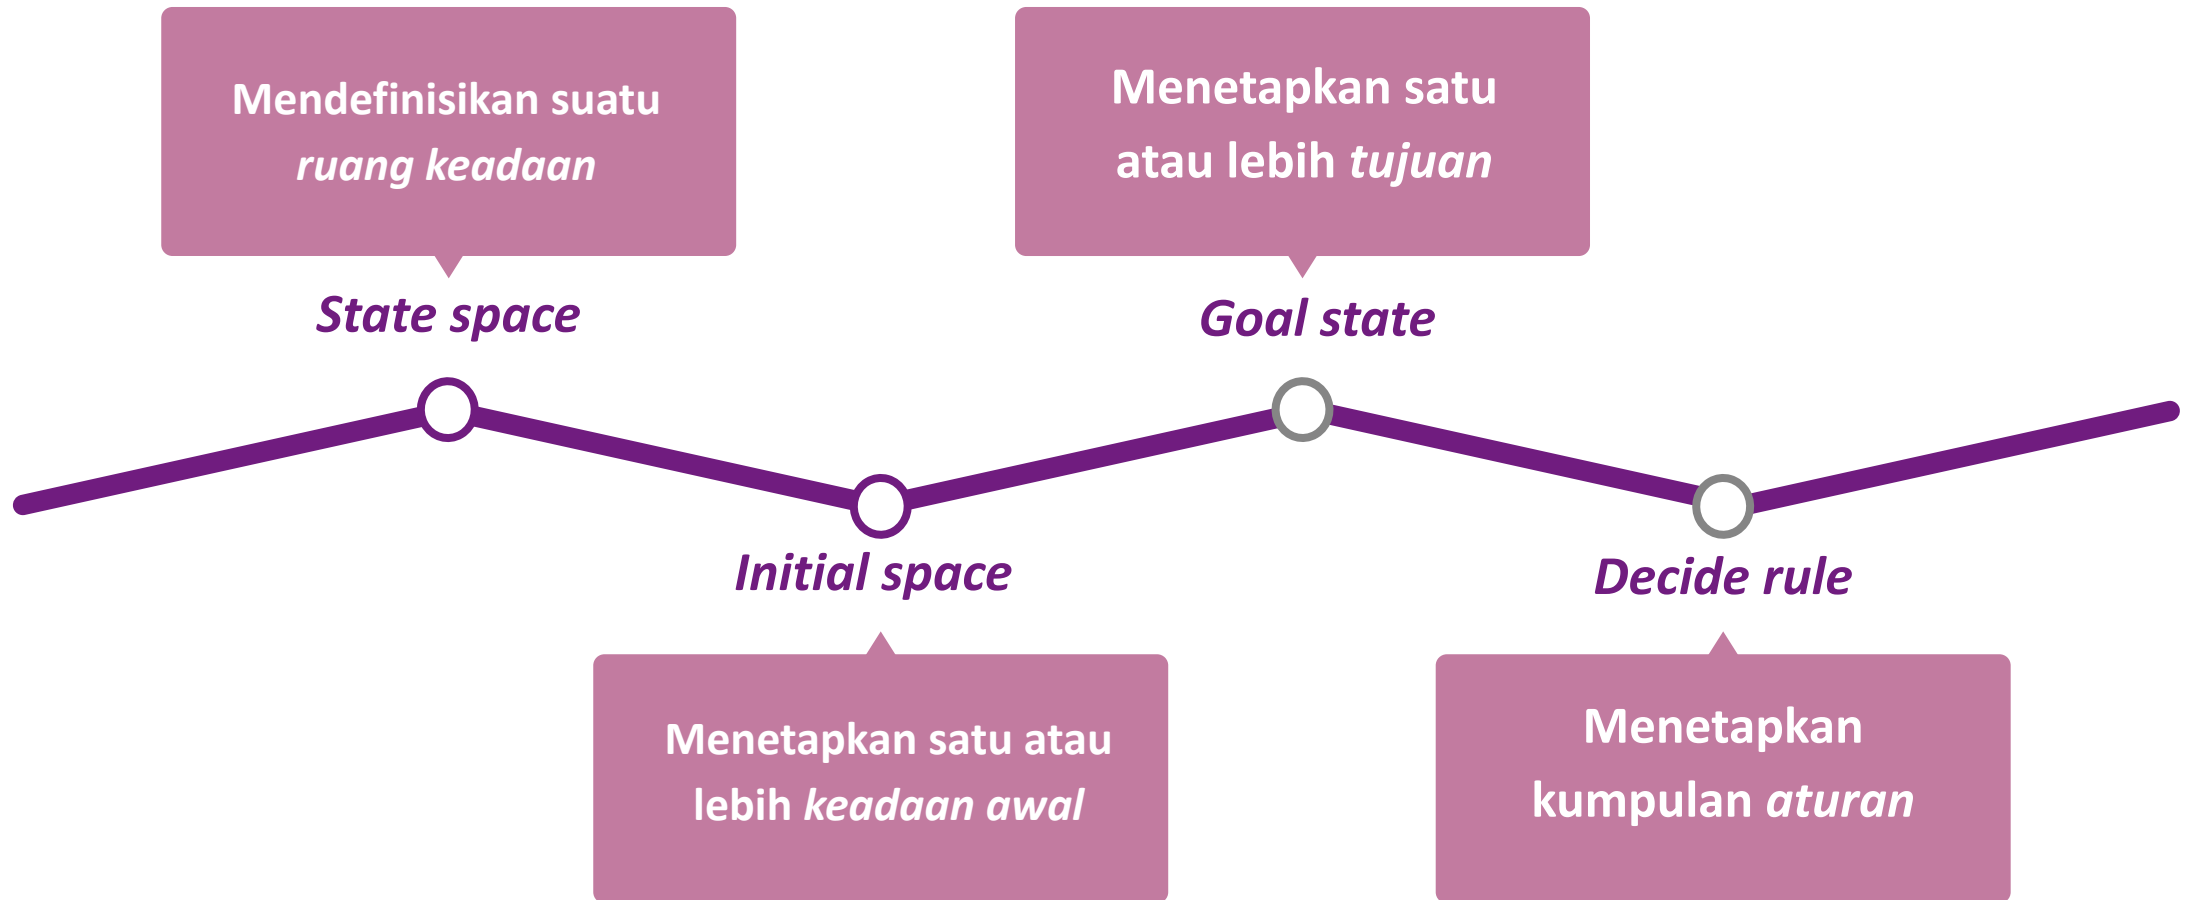 Mendefinisikan suatu
ruang keadaan
State space
Initial space
Menetapkan satu atau
lebih keadaan awal
Menetapkan satu
atau lebih tujuan
Goal state
Decide rule
Menetapkan
kumpulan aturan